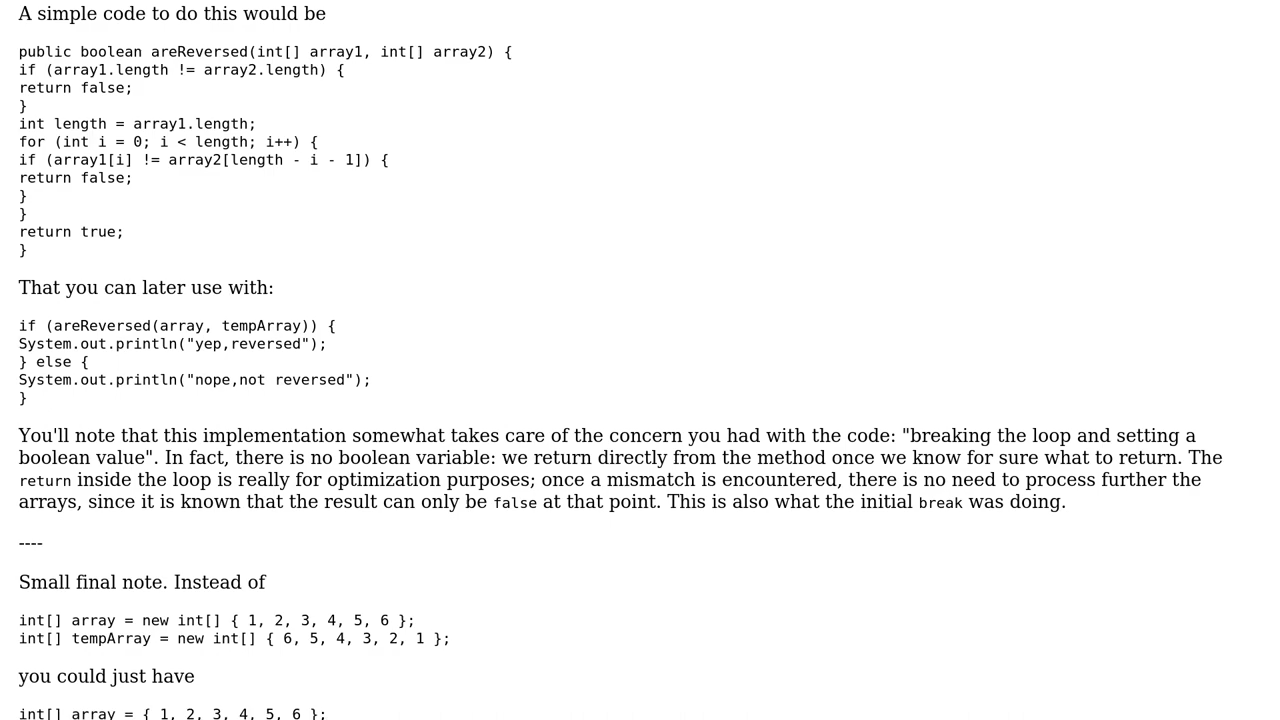 A simple code to do this would be
public boolean areReversed(int[] array1, int[] array2) {
if (array1.length != array2.length) {
return false;
}
int length = array1.length;
for (int i = 0; i < length; i++) {
if (array1[i] != array2[length - i - 1]) {
return false;
}
}
return true;
}
That you can later use with:
if (areReversed(array, tempArray)) {
System.out.println("yep,reversed");
} else {
System.out.println("nope,not reversed");
}
You'll note that this implementation somewhat takes care of the concern you had with the code: "breaking the loop and setting a
boolean value". In fact, there is no boolean variable: we return directly from the method once we know for sure what to return. The
return inside the loop is really for optimization purposes; once a mismatch is encountered, there is no need to process further the
arrays, since it is known that the result can only be false at that point. This is also what the initial break was doing.
----
Small final note. Instead of
int[] array = new int[] { 1, 2, 3, 4, 5, 6 };
int[] tempArray = new int[] { 6, 5, 4, 3, 2, 1 };
you could just have
int[] array = { 1, 2, 3, 4, 5, 6 };